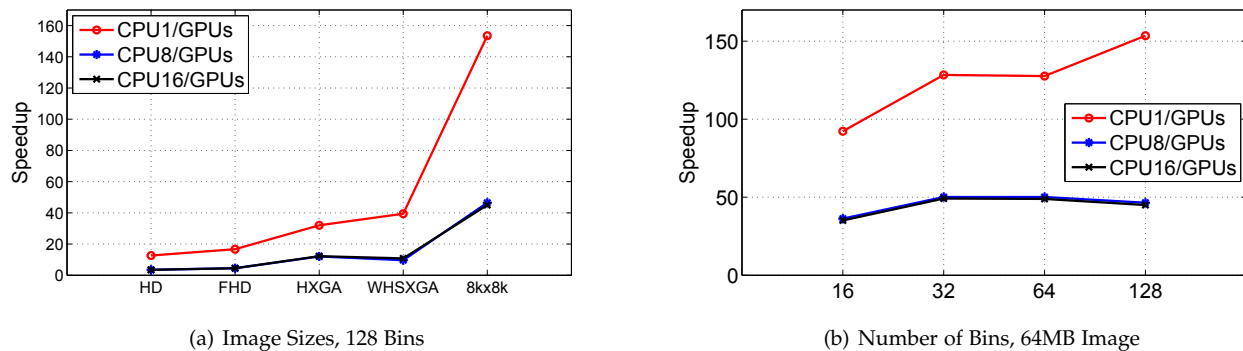 170
160
140
120
100
80
60
40
20
0
Speedup
CPU1/GPUs
CPU8/GPUs
CPU16/GPUs
HD
FHD
HXGA
WHSXGA
8kx8k
(a) Image Sizes, 128 Bins
150
100
50
0
Speedup
CPU1/GPUs
CPU8/GPUs
CPU16/GPUs
16
32
64
128
(b) Number of Bins, 64MB Image